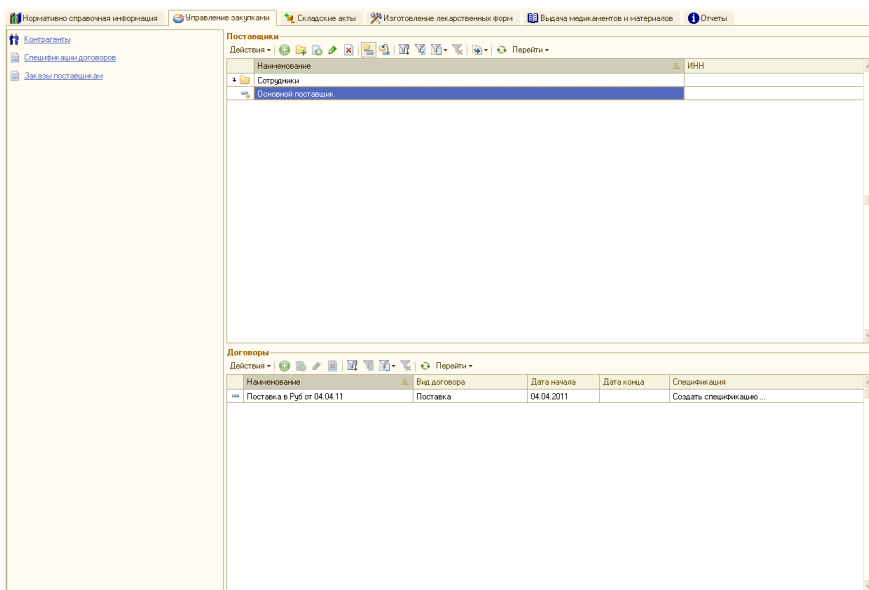 Нормативно справочная информация Управление закупками Складские акты Изготовление лекарственных форм Выдача медикаментов и материалов Отчеты
Контрагенты
Спецификации договоров
Заказы поставщикам
Поставщики
Действия Перейти
Наименование ИНН
Сотрудники
Основной поставщик
Договоры
Действия Перейти
Наименование Вид договора Дата начала Дата конца Спецификация
Поставка в Руб от 04.04.11 Поставка 04.04.2011 Создать спецификацию ...